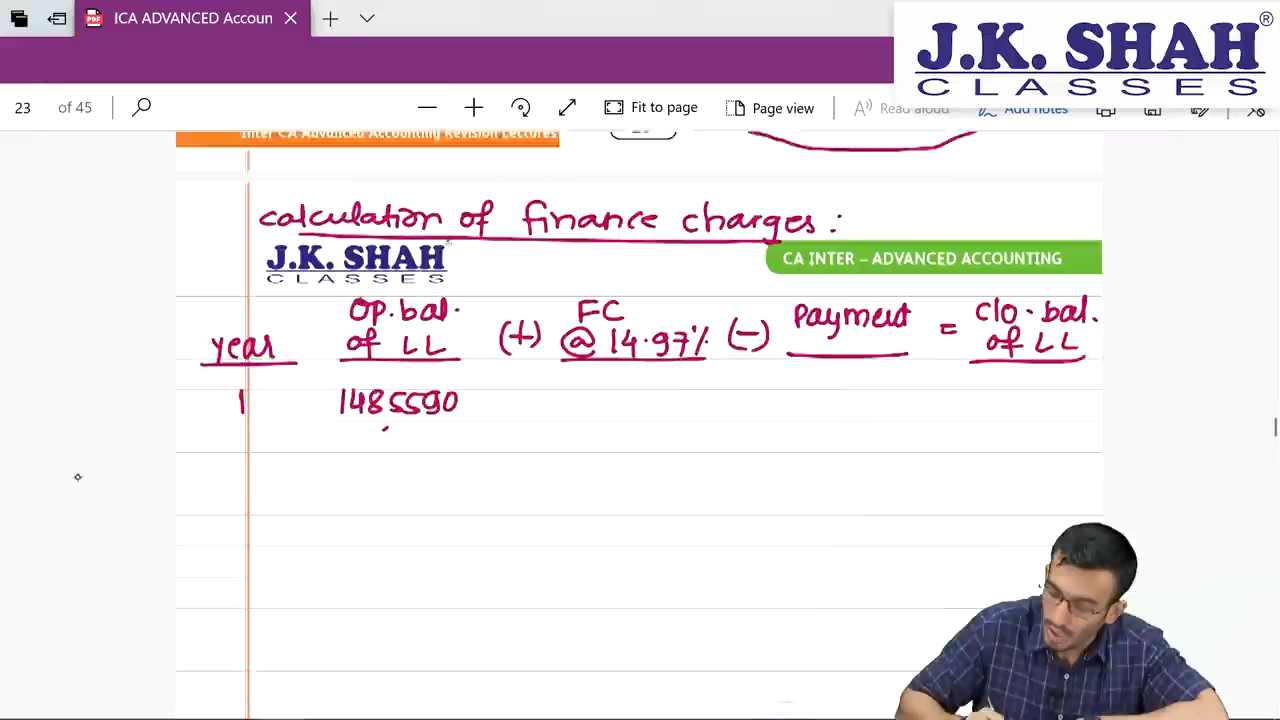 ICA ADVANCED Accoun
J.K. SHAH®
CLASSES
23 of 45
Fit to page
Page view
Read aloud
Add notes
Inter CA Advanced Accounting Revision Lectures
calculation of finance charges :
J.K. SHAH
CLASSES
CA INTER – ADVANCED ACCOUNTING
year
Op. bal. of LL (+) FC @ 14.97% (-) payment = clo. bal. of LL
1 1485590